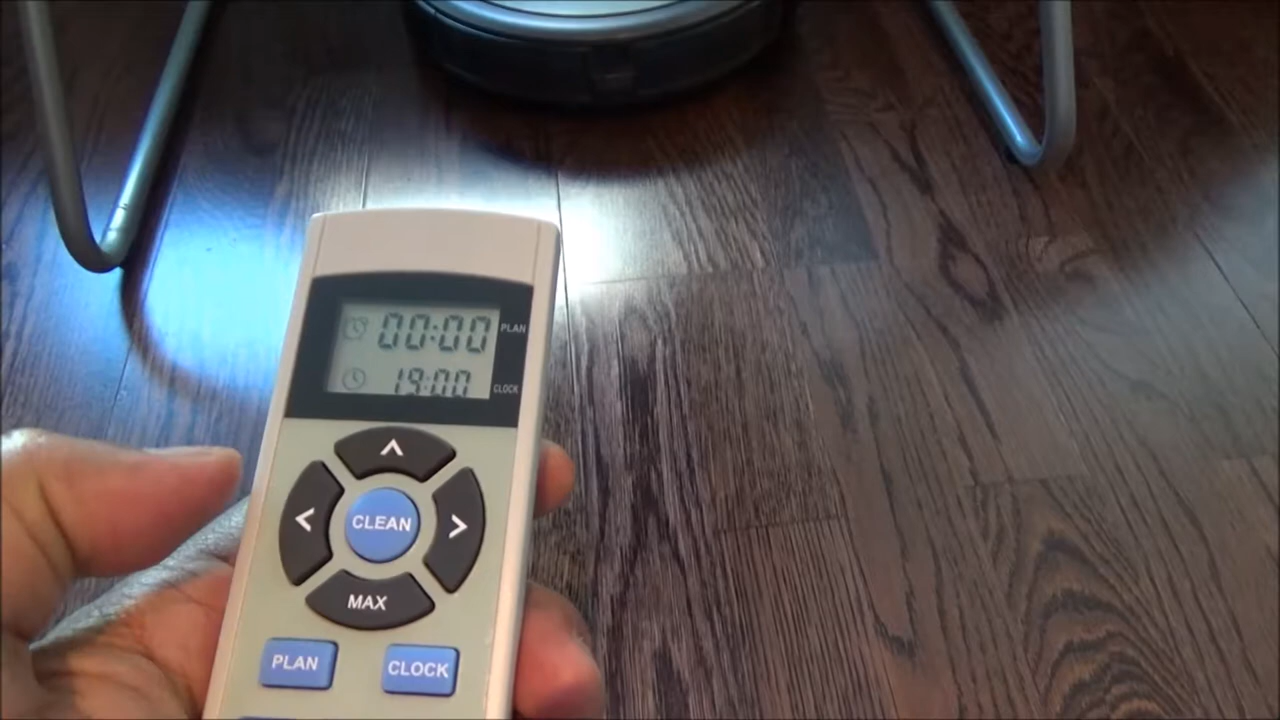 00:00 PLAN
19:00 CLOCK
^
< CLEAN >
MAX
PLAN CLOCK